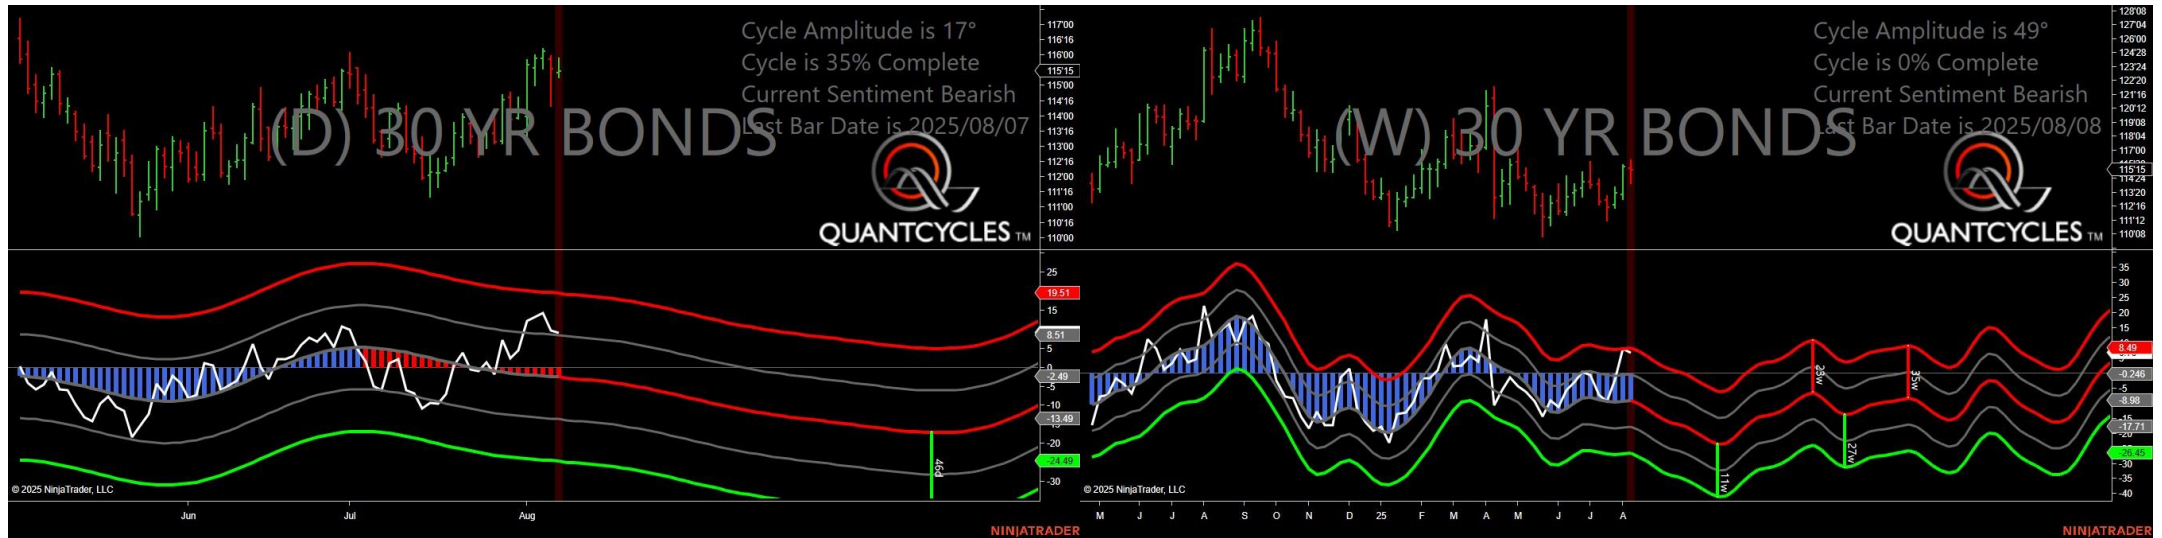 Cycle Amplitude is 17°
Cycle is 35% Complete
Current Sentiment Bearish
Last Bar Date is 2025/08/07
(D) 30 YR BONDS
QUANTCYCLES TM
117'00
116'16
116'00
115'15
115'00
114'16
114'00
113'16
113'00
112'16
112'00
111'16
111'00
110'16
110'00
25
19.51
15
8.51
5
0
-2.49
-5
-10
-13.49
-20
-24.49
-30
46d
© 2025 NinjaTrader, LLC
Jun
Jul
Aug
NINJATRADER
Cycle Amplitude is 49°
Cycle is 0% Complete
Current Sentiment Bearish
Last Bar Date is 2025/08/08
(W) 30 YR BONDS
QUANTCYCLES TM
128'08
127'04
126'00
124'28
123'24
122'20
121'16
120'12
119'08
118'04
117'00
115'15
114'24
113'20
112'16
111'12
110'08
35
30
25
20
15
8.49
-0.246
-5
-8.98
-15
-17.71
-26.45
-30
-35
-40
11w
23w
27w
35w
© 2025 NinjaTrader, LLC
M
J
J
A
S
O
N
D
25
F
M
A
M
J
J
A
NINJATRADER